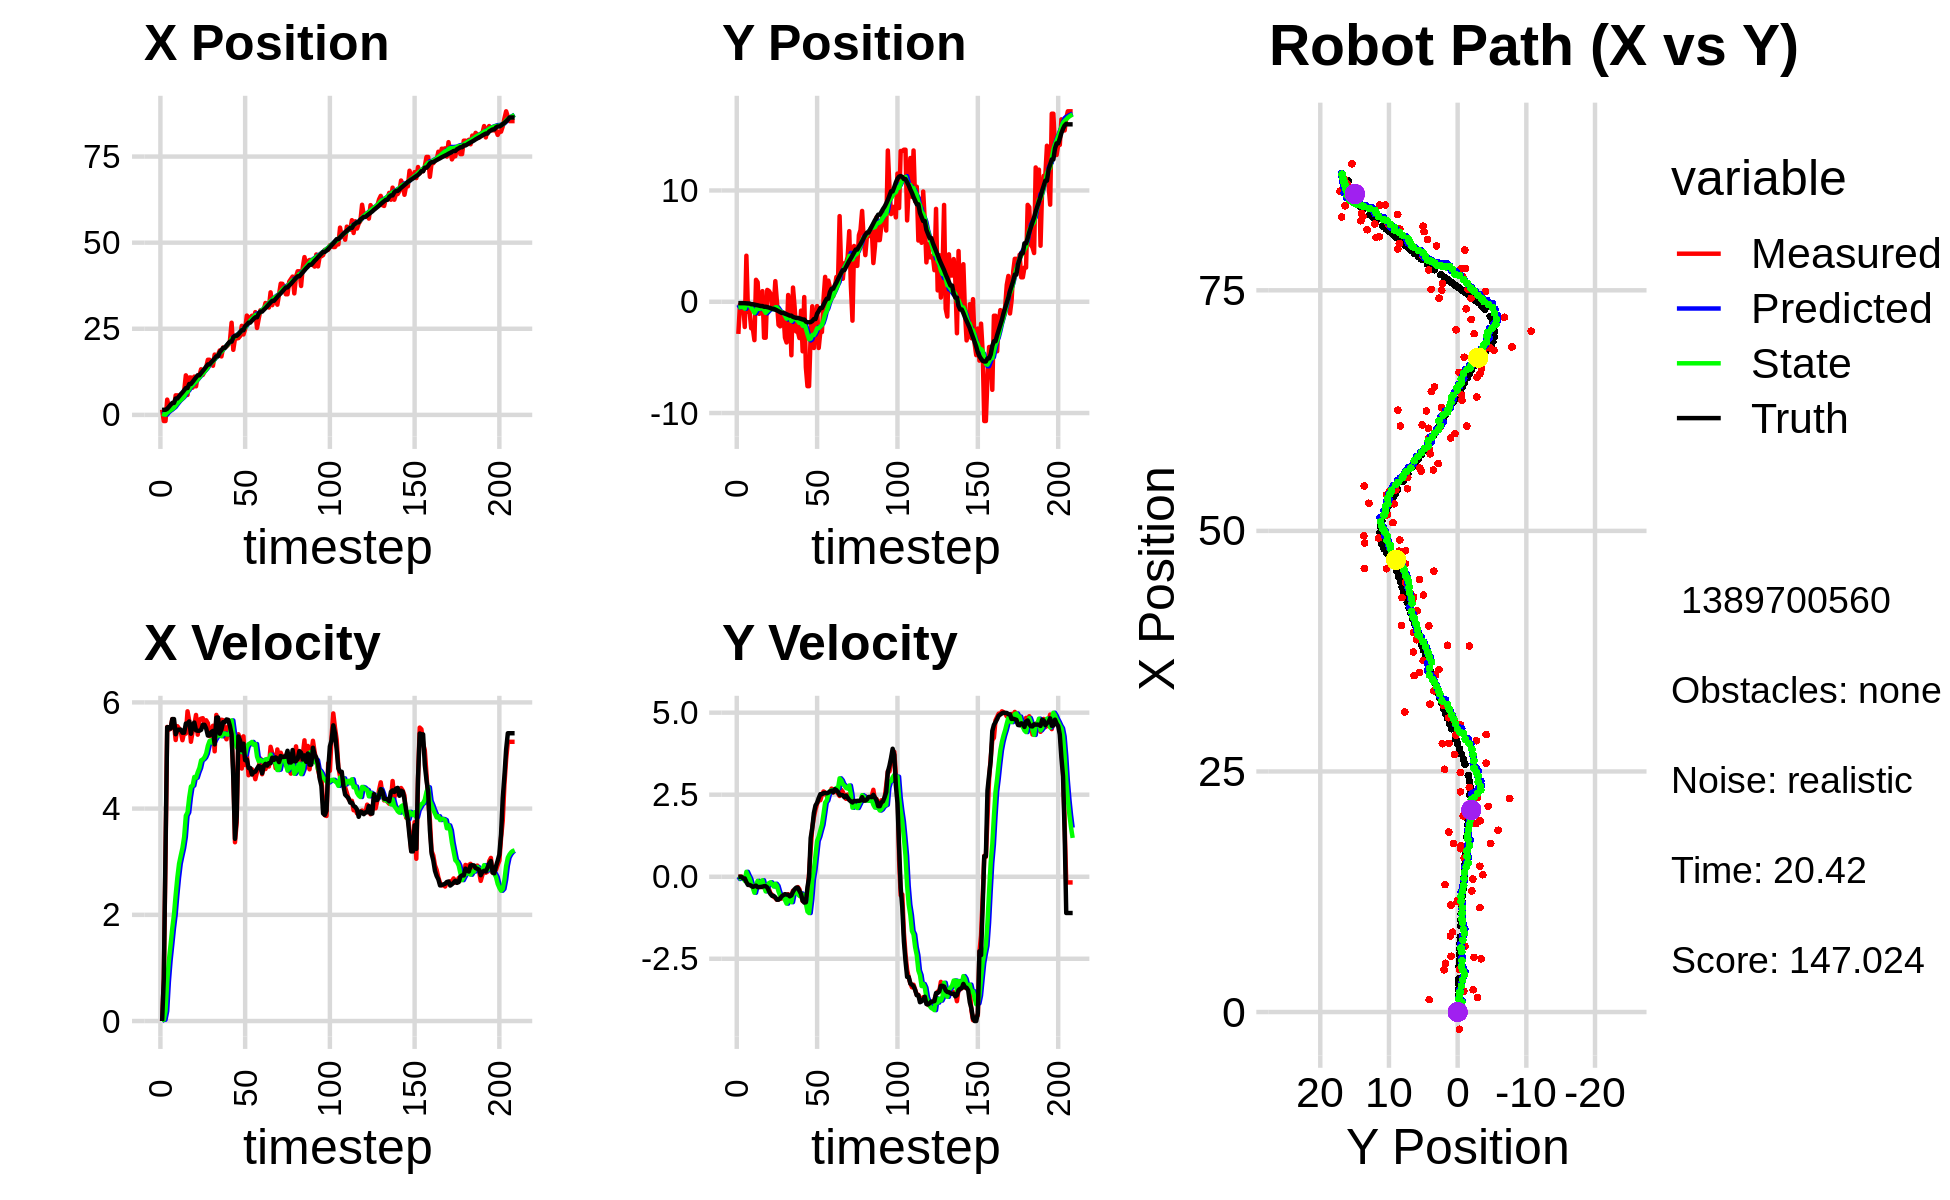 X Position
75
50
25
0
0 50 100 150 200
timestep
Y Position
10
0
-10
0 50 100 150 200
timestep
X Velocity
6
4
2
0
0 50 100 150 200
timestep
Y Velocity
5.0
2.5
0.0
-2.5
0 50 100 150 200
timestep
Robot Path (X vs Y)
X Position
75
50
25
0
20 10 0 -10 -20
Y Position
variable
Measured
Predicted
State
Truth
1389700560
Obstacles: none
Noise: realistic
Time: 20.42
Score: 147.024